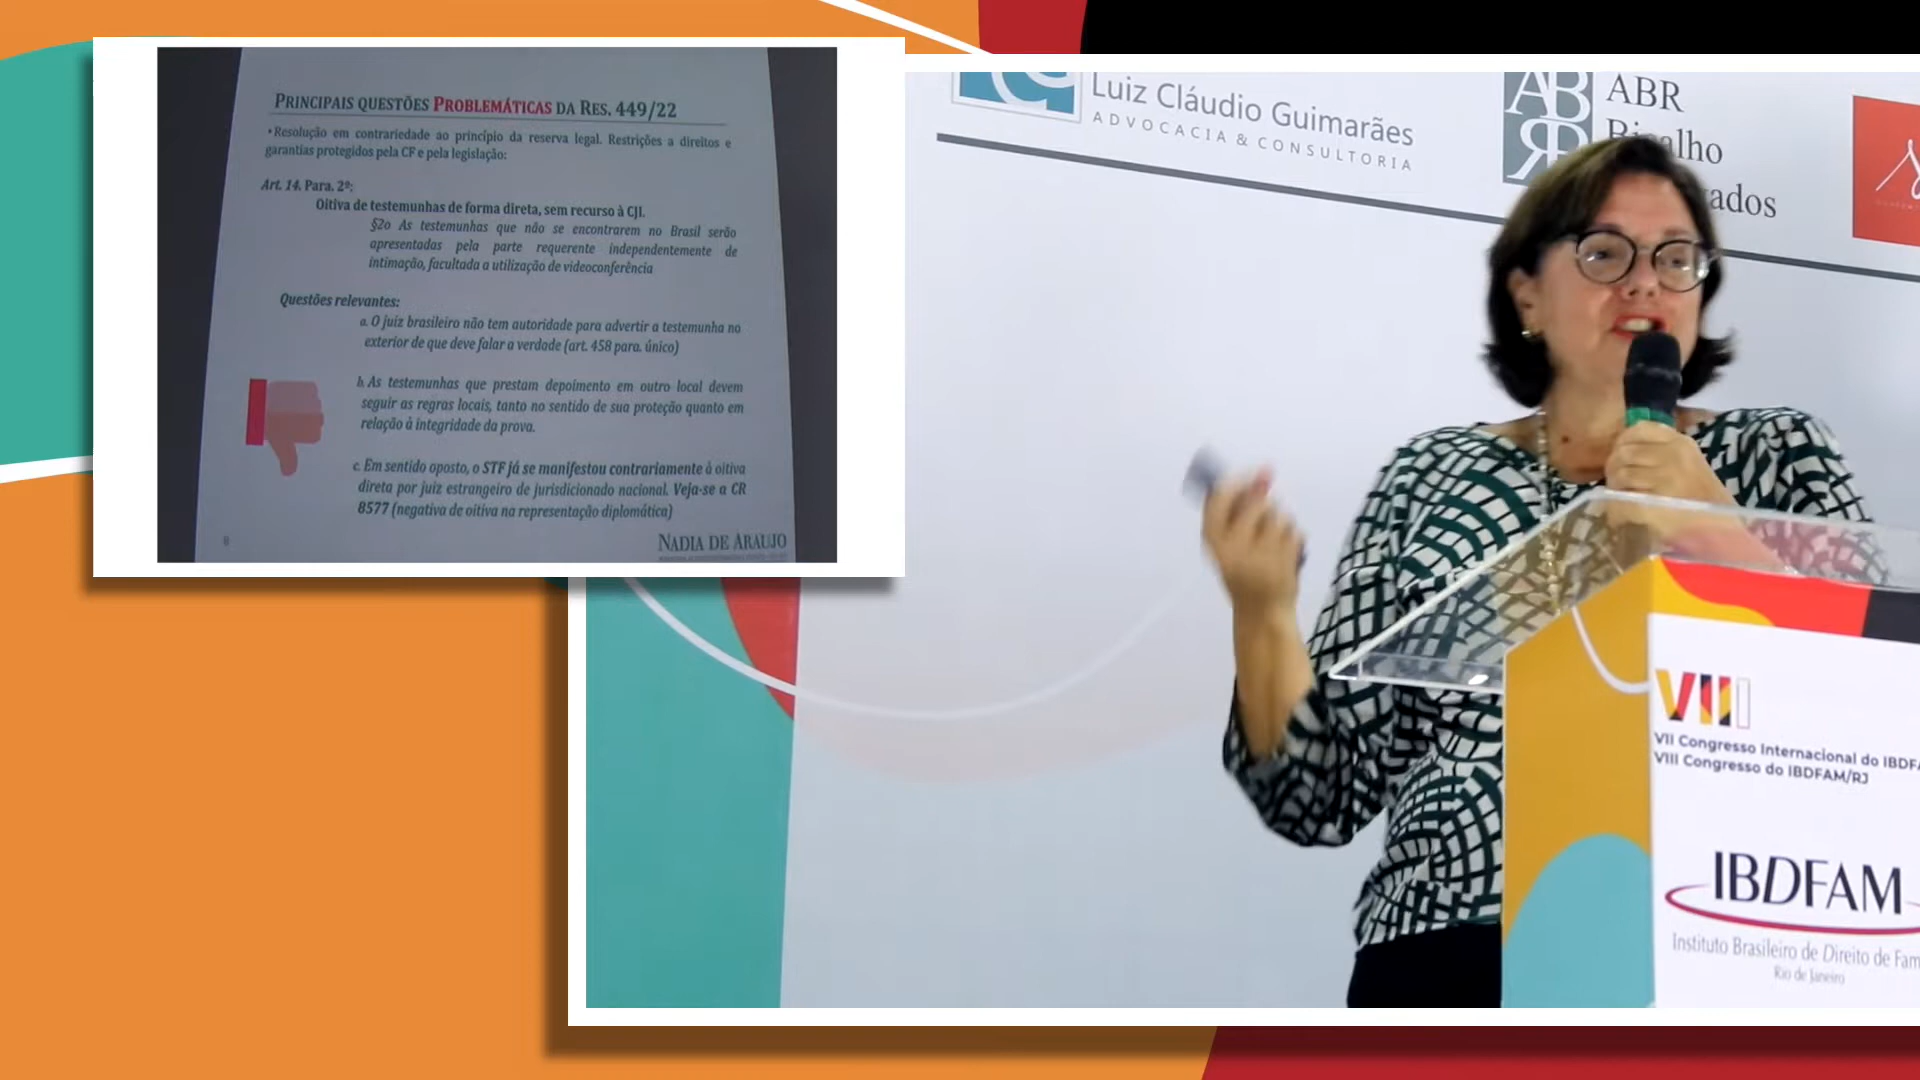 PRINCIPAIS QUESTÕES PROBLEMÁTICAS DA RES. 449/22
•Resolução em contrariedade ao princípio da reserva legal. Restrições a direitos e
garantias protegidos pela CF e pela legislação:
Art. 14. Para. 2º:
Oitiva de testemunhas de forma direta, sem recurso à CJI.
§2o As testemunhas que não se encontrarem no Brasil serão
apresentadas pela parte requerente independentemente de
intimação, facultada a utilização de videoconferência
Questões relevantes:
a. O juiz brasileiro não tem autoridade para advertir a testemunha no
exterior de que deve falar a verdade (art. 458 para. único)
b. As testemunhas que prestam depoimento em outro local devem
seguir as regras locais, tanto no sentido de sua proteção quanto em
relação à integridade da prova.
c. Em sentido oposto, o STF já se manifestou contrariamente à oitiva
direta por juiz estrangeiro de jurisdicionado nacional. Veja-se a CR
8577 (negativa de oitiva na representação diplomática)
8
NADIA DE ARAUJO
Luiz Cláudio Guimarães
ADVOCACIA & CONSULTORIA
ABR
ABR
VIII
VII Congresso Internacional do IBDFA
VIII Congresso do IBDFAM/RJ
IBDFAM
Instituto Brasileiro de Direito de Fam
Rio de Janeiro